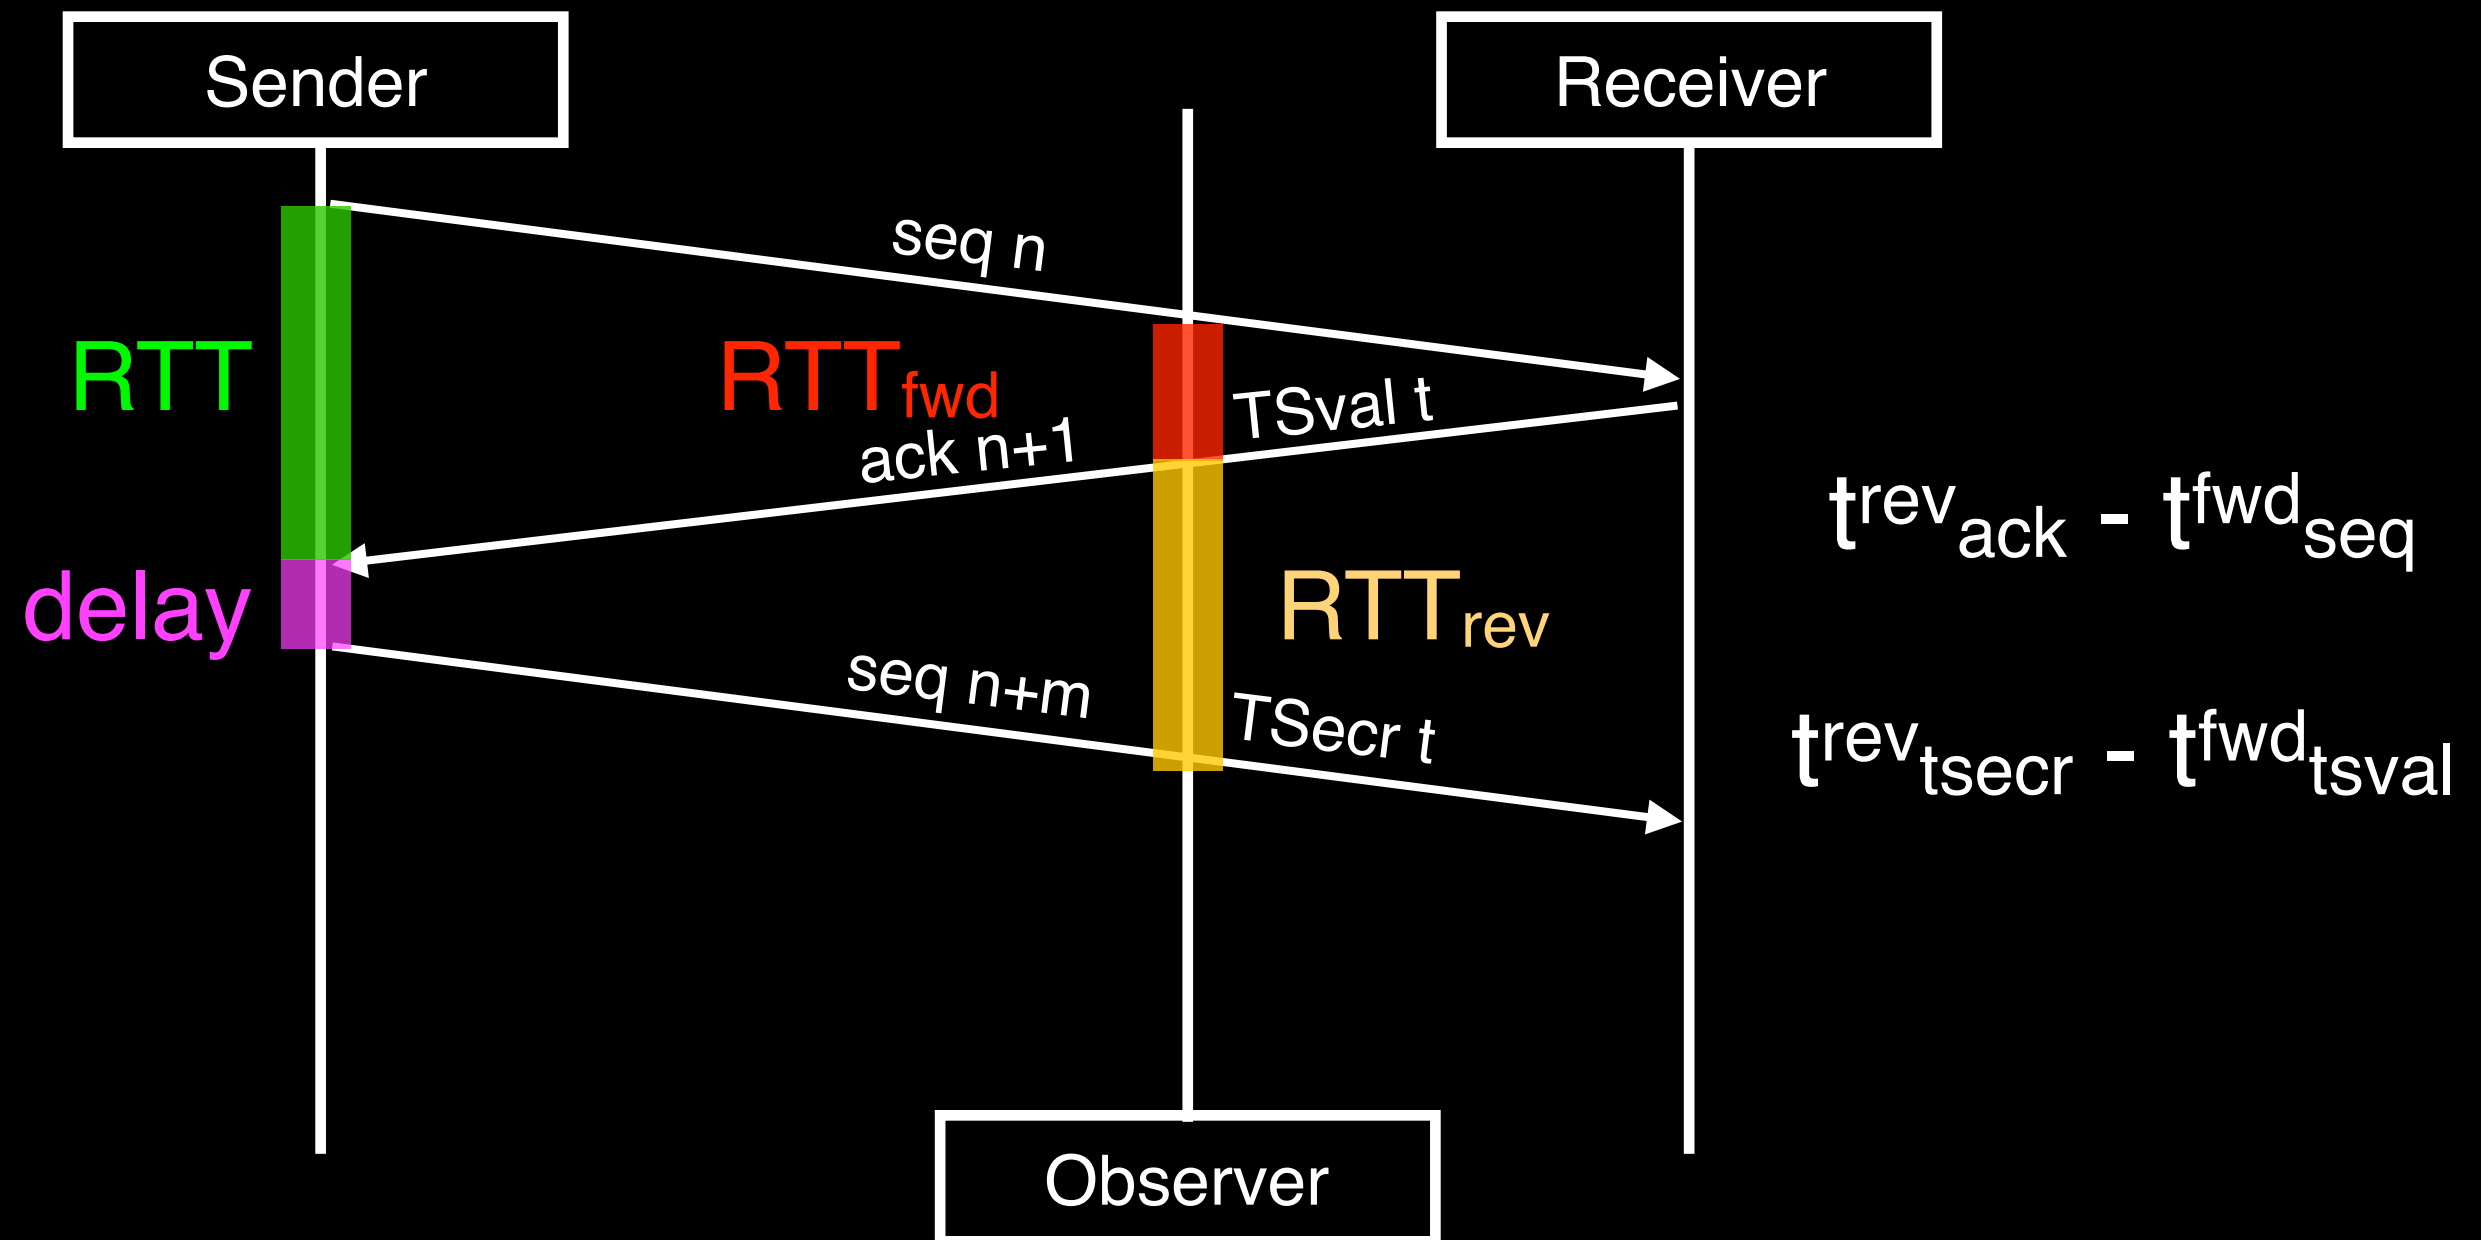 Sender
Receiver
seq n
RTT
RTTfwd
TSval t
ack n+1
trevack - tfwdseq
delay
RTTrev
seq n+m
TSecr t
trevtsecr - tfwdtsval
Observer